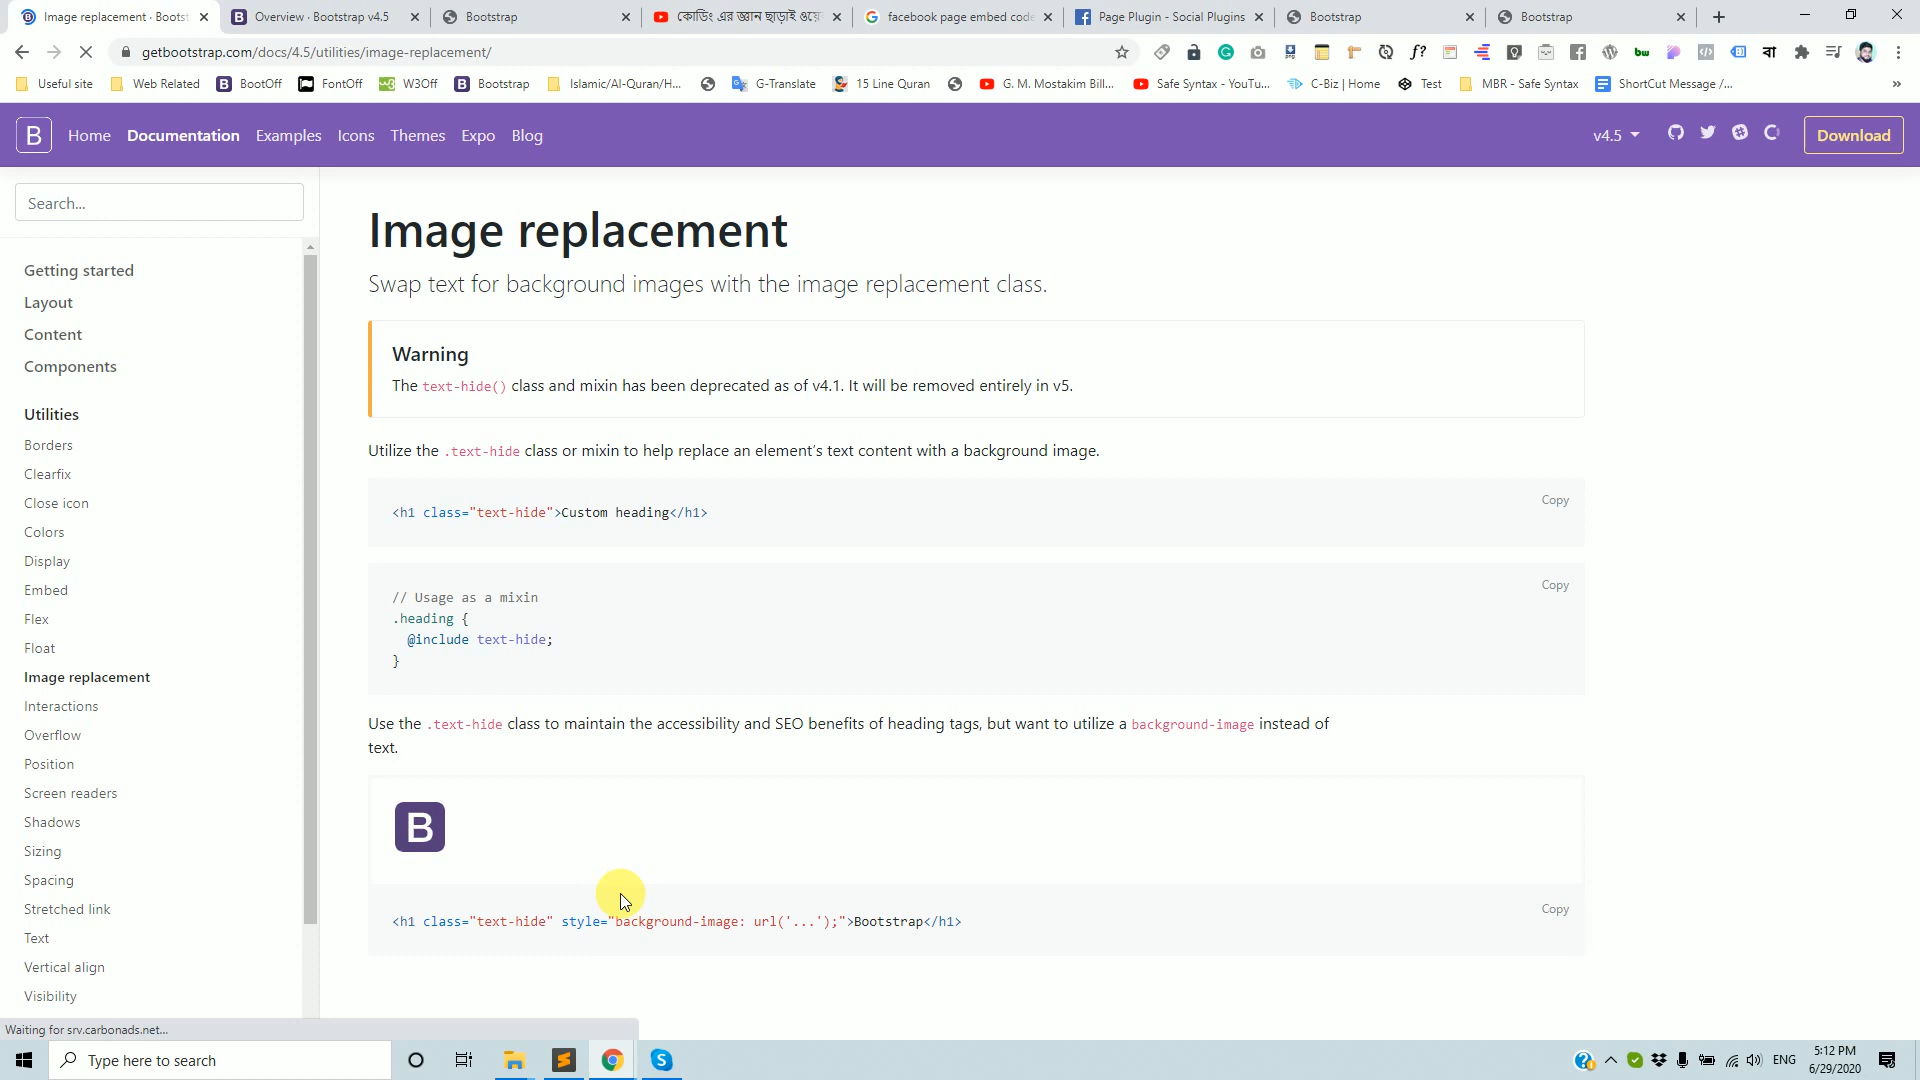 Image replacement · Bootst
Overview · Bootstrap v4.5
Bootstrap
কোডিং এর জ্ঞান ছাড়াই ওয়ে
facebook page embed code
Page Plugin - Social Plugins
Bootstrap
Bootstrap
getbootstrap.com/docs/4.5/utilities/image-replacement/
Useful site
Web Related
BootOff
FontOff
W3Off
Bootstrap
Islamic/Al-Quran/H...
G-Translate
15 Line Quran
G. M. Mostakim Bill...
Safe Syntax - YouTu...
C-Biz | Home
Test
MBR - Safe Syntax
ShortCut Message /...
B
Home
Documentation
Examples
Icons
Themes
Expo
Blog
v4.5
Download
Search...
Getting started
Layout
Content
Components
Utilities
Borders
Clearfix
Close icon
Colors
Display
Embed
Flex
Float
Image replacement
Interactions
Overflow
Position
Screen readers
Shadows
Sizing
Spacing
Stretched link
Text
Vertical align
Visibility
Image replacement
Swap text for background images with the image replacement class.
Warning
The text-hide() class and mixin has been deprecated as of v4.1. It will be removed entirely in v5.
Utilize the .text-hide class or mixin to help replace an element’s text content with a background image.
Copy
<h1 class="text-hide">Custom heading</h1>
Copy
// Usage as a mixin
.heading {
  @include text-hide;
}
Use the .text-hide class to maintain the accessibility and SEO benefits of heading tags, but want to utilize a background-image instead of
text.
B
Copy
<h1 class="text-hide" style="background-image: url('...');">Bootstrap</h1>
Waiting for srv.carbonads.net...
Type here to search
ENG
5:12 PM
6/29/2020